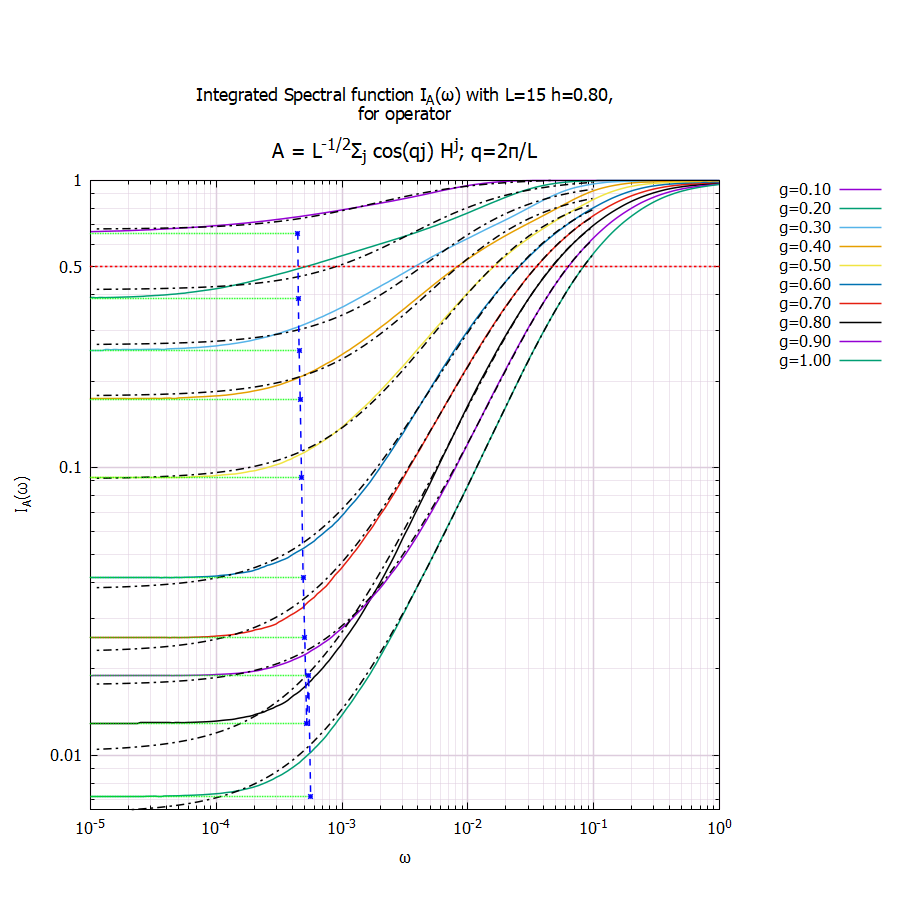 Integrated Spectral function I_A(ω) with L=15 h=0.80,
for operator
A = L^-1/2Σ_j cos(qj) H^j; q=2π/L
1
0.5
0.1
0.01
I_A(ω)
10^-5
10^-4
10^-3
10^-2
10^-1
10^0
ω
g=0.10
g=0.20
g=0.30
g=0.40
g=0.50
g=0.60
g=0.70
g=0.80
g=0.90
g=1.00